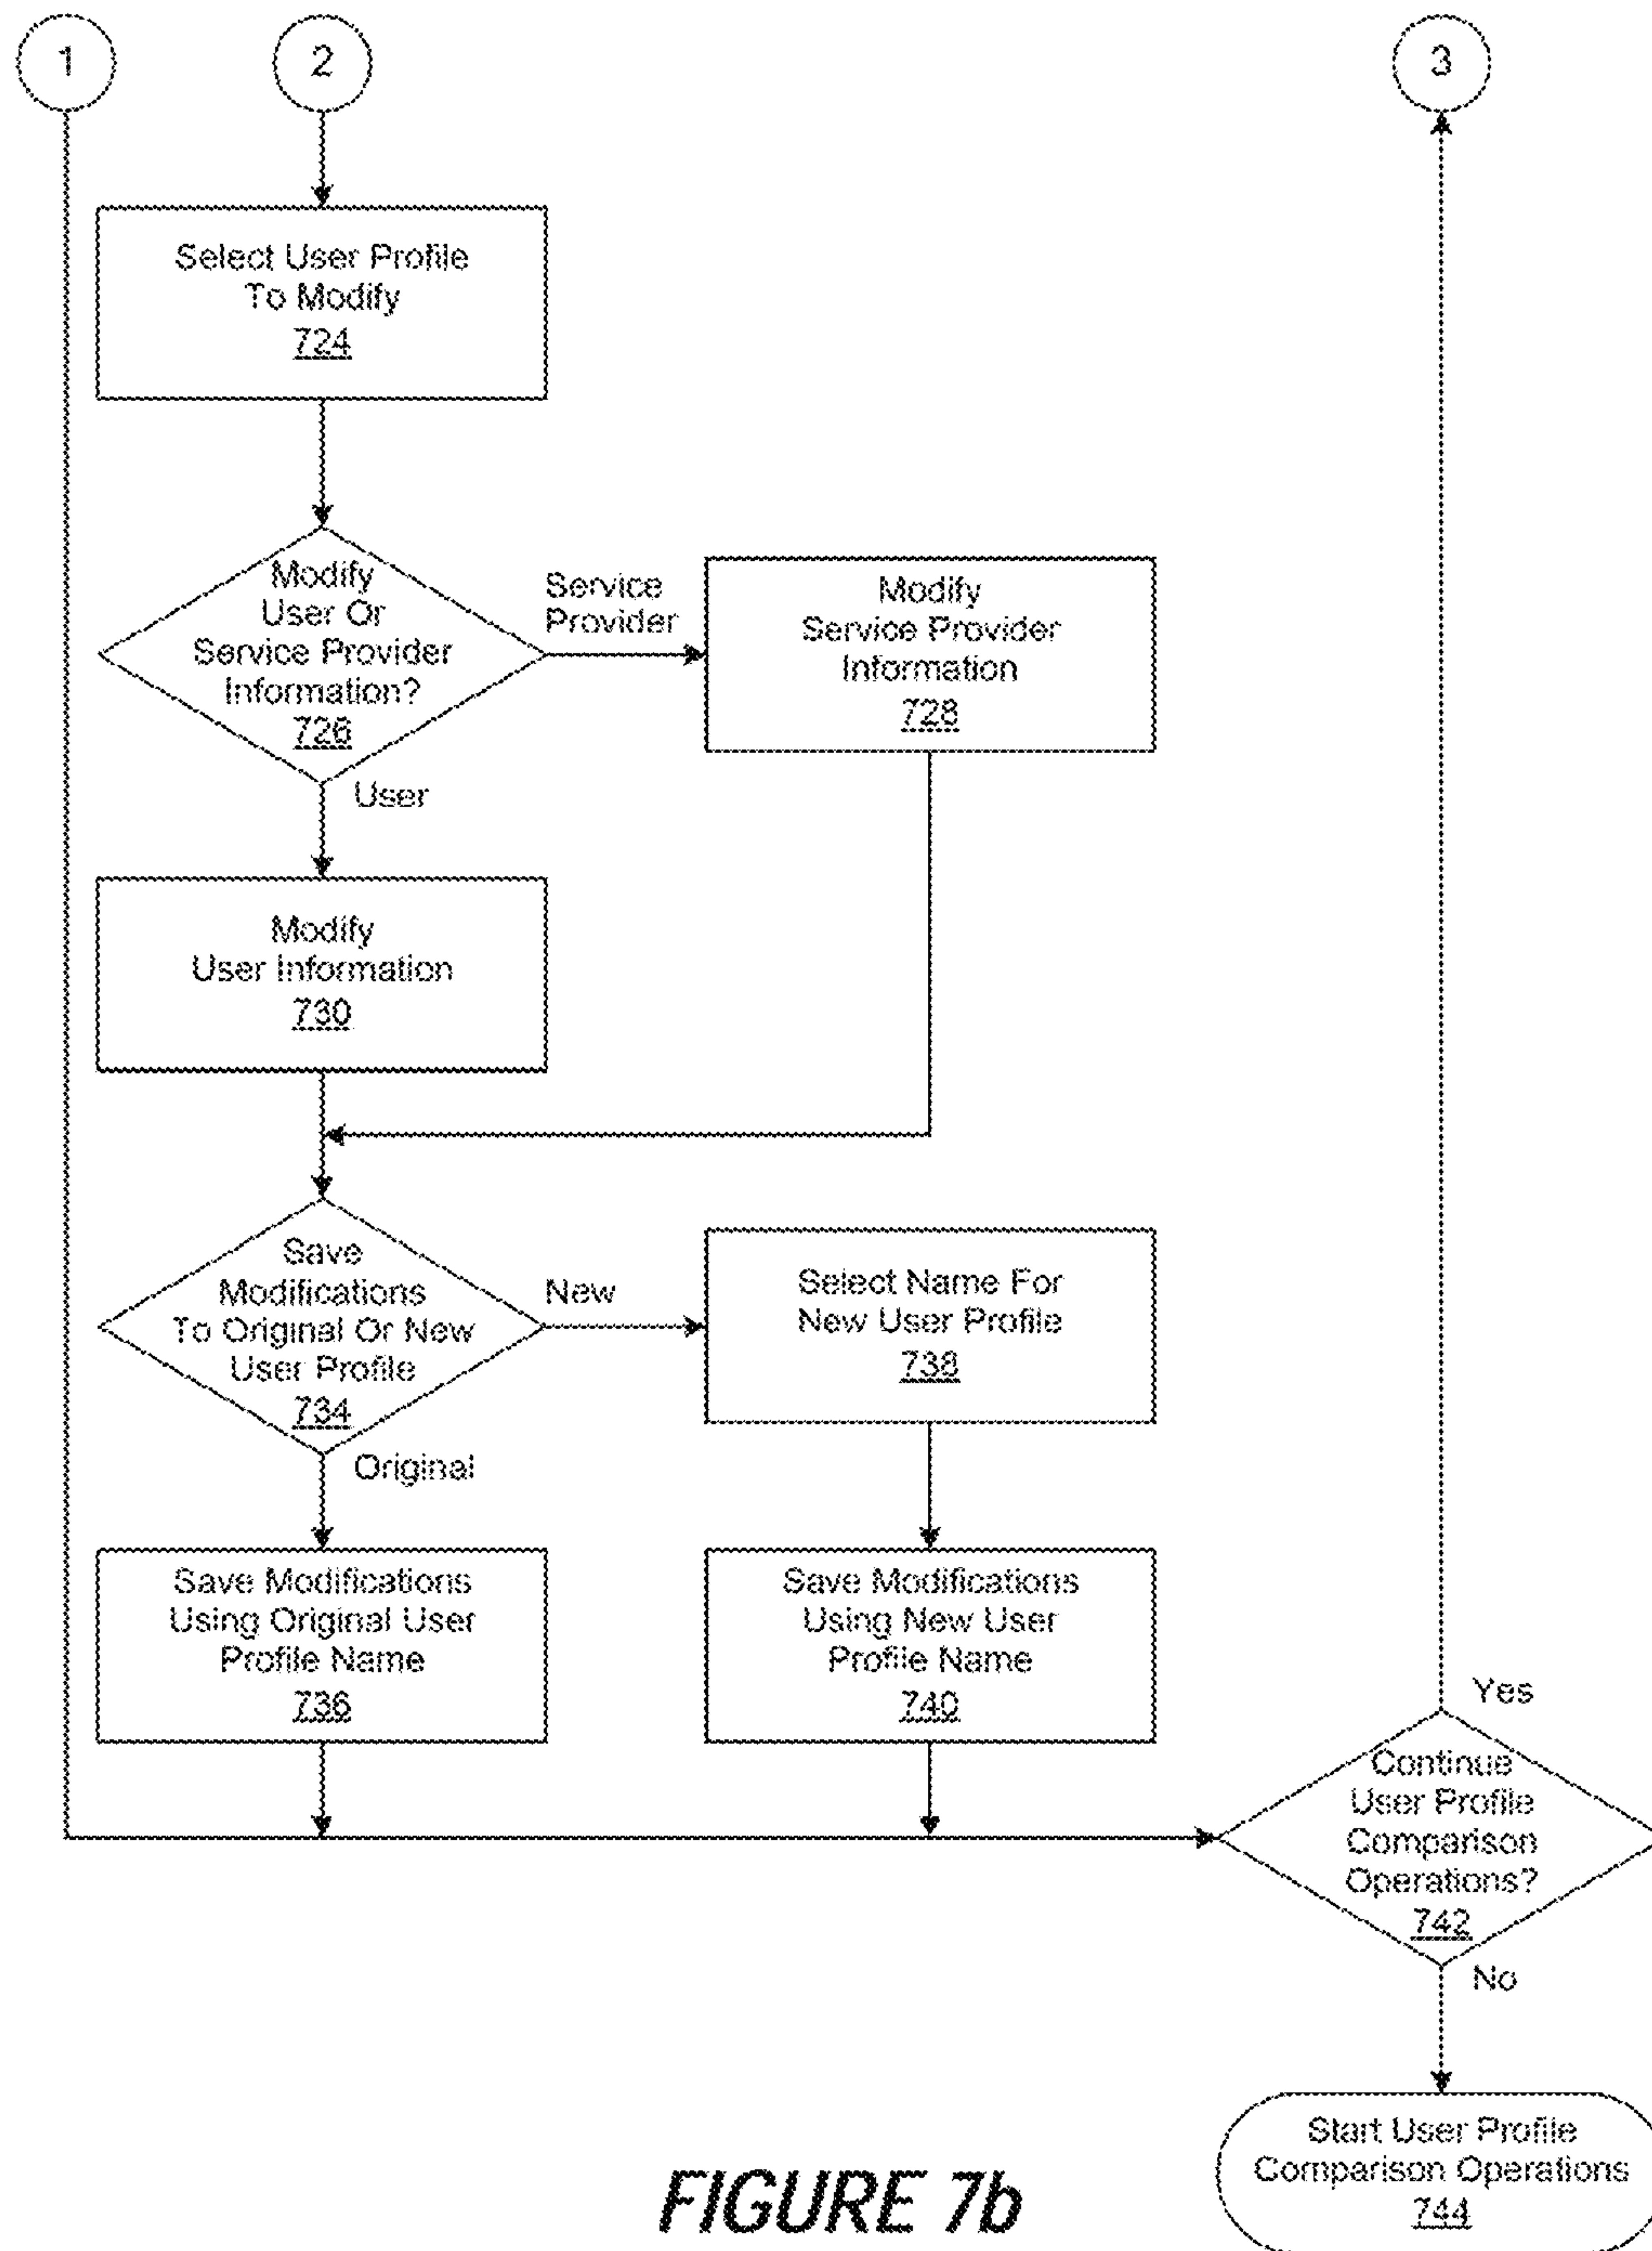 1
2
3
Select User Profile
To Modify
724
Modify
User Or
Service Provider
Information?
726
Service
Provider
Modify
Service Provider
Information
728
User
Modify
User Information
730
Save
Modifications
To Original Or New
User Profile
734
New
Select Name For
New User Profile
738
Original
Save Modifications
Using Original User
Profile Name
736
Save Modifications
Using New User
Profile Name
740
Yes
Continue
User Profile
Comparison
Operations?
742
No
Start User Profile
Comparison Operations
744
FIGURE 7b